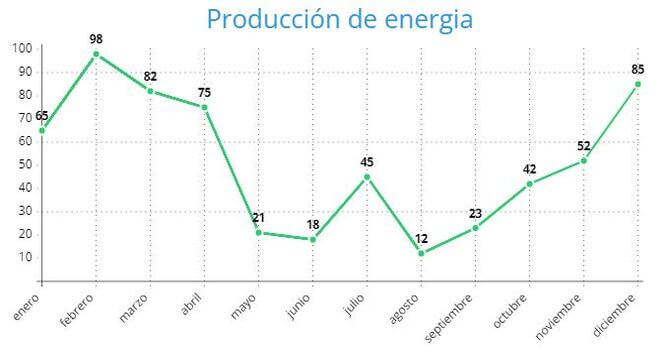 Producción de energia
100
90
80
70
60
50
40
30
20
10
65
98
82
75
21
18
45
12
23
42
52
85
enero
febrero
marzo
abril
mayo
junio
julio
agosto
septiembre
octubre
noviembre
diciembre